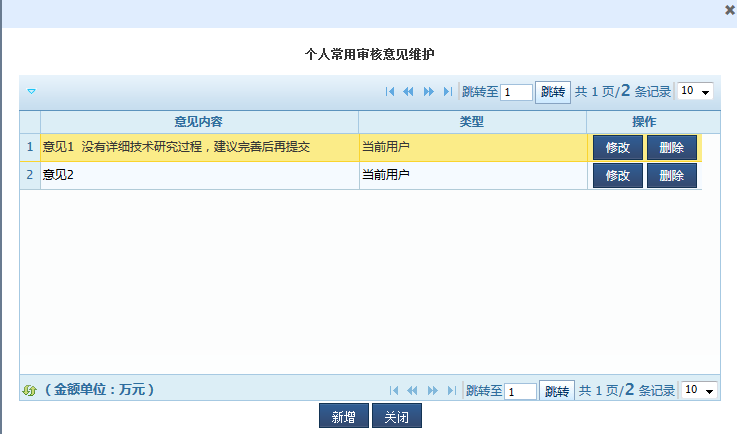 个人常用审核意见维护
跳转至 1 跳转 共 1 页/2 条记录 10
意见内容 类型 操作
1 意见1 没有详细技术研究过程，建议完善后再提交 当前用户 修改 删除
2 意见2 当前用户 修改 删除
（金额单位：万元） 跳转至 1 跳转 共 1 页/2 条记录 10
新增 关闭